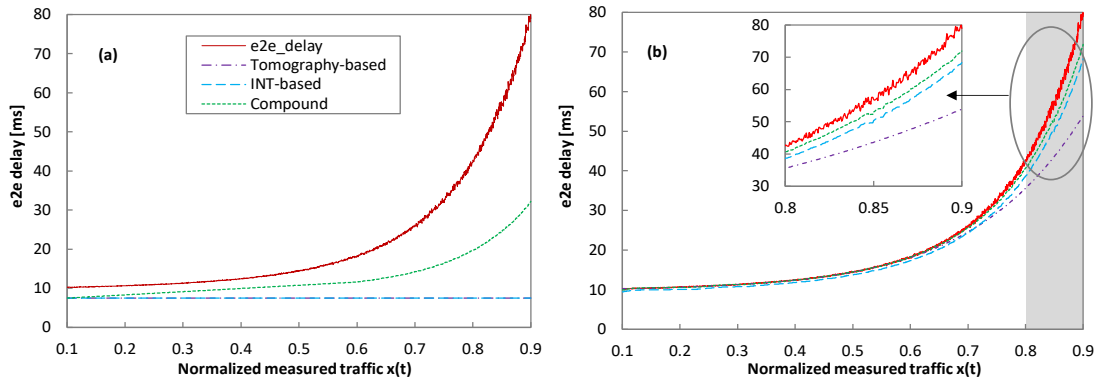 80
70
60
50
40
30
20
10
0
e2e delay [ms]
(a)
e2e_delay
Tomography-based
INT-based
Compound
0.1 0.2 0.3 0.4 0.5 0.6 0.7 0.8 0.9
Normalized measured traffic x(t)
80
70
60
50
40
30
20
10
0
e2e delay [ms]
(b)
80
70
60
50
40
30
0.8 0.85 0.9
0.1 0.2 0.3 0.4 0.5 0.6 0.7 0.8 0.9
Normalized measured traffic x(t)